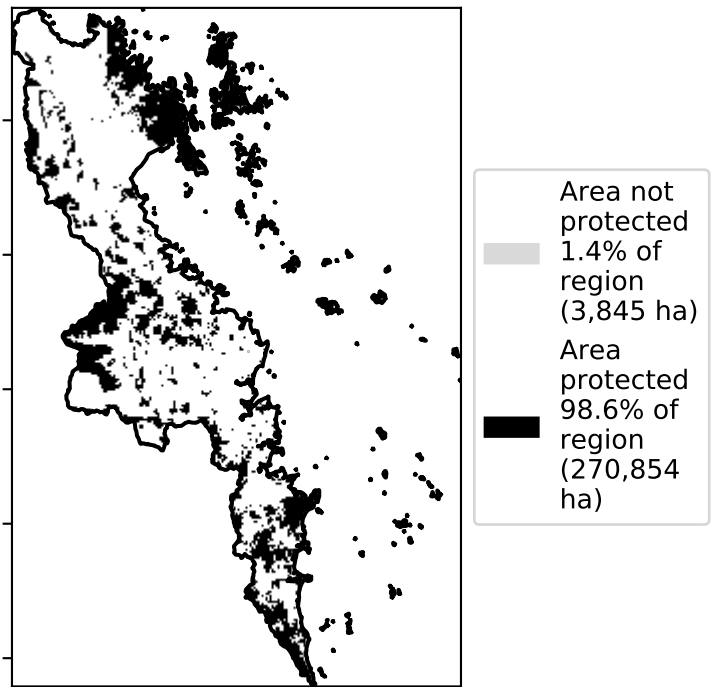 Area not
protected
1.4% of
region
(3,845 ha)
Area
protected
98.6% of
region
(270,854
ha)